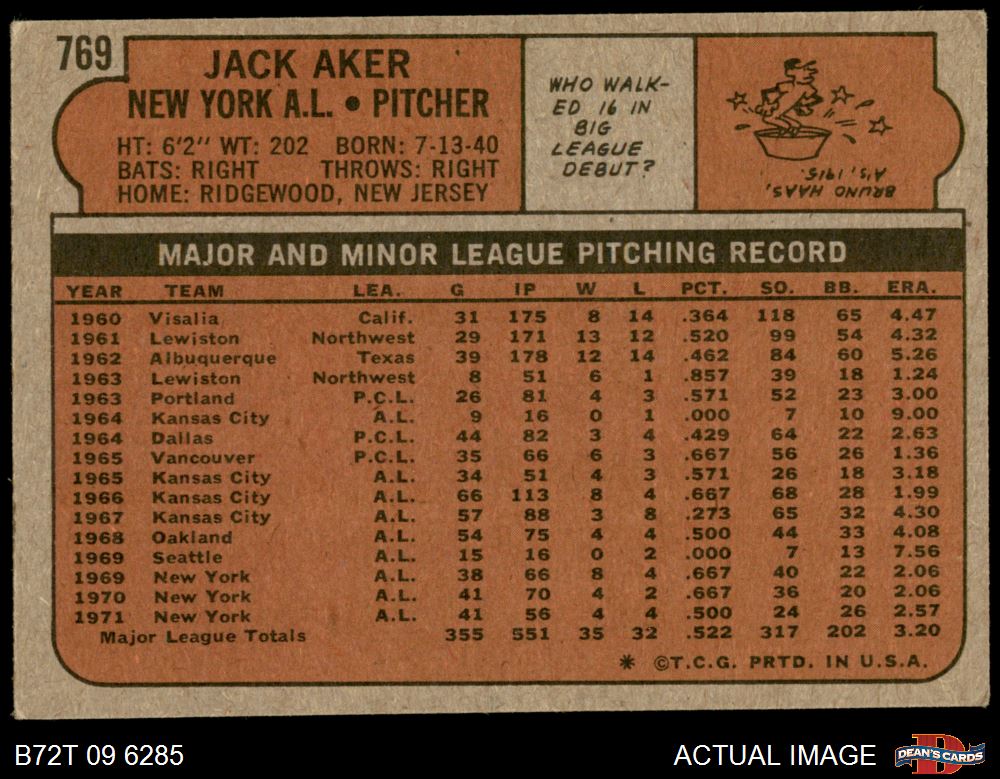 769
JACK AKER
NEW YORK A.L. • PITCHER
HT: 6'2" WT: 202 BORN: 7-13-40
BATS: RIGHT THROWS: RIGHT
HOME: RIDGEWOOD, NEW JERSEY
WHO WALK-
ED 16 IN
BIG
LEAGUE
DEBUT?
BRUNO HAAS,
A'S, 1915.
MAJOR AND MINOR LEAGUE PITCHING RECORD
YEAR TEAM LEA. G IP W L PCT. SO. BB. ERA.
1960 Visalia Calif. 31 175 8 14 .364 118 65 4.47
1961 Lewiston Northwest 29 171 13 12 .520 99 54 4.32
1962 Albuquerque Texas 39 178 12 14 .462 84 60 5.26
1963 Lewiston Northwest 8 51 6 1 .857 39 18 1.24
1963 Portland P.C.L. 26 81 4 3 .571 52 23 3.00
1964 Kansas City A.L. 9 16 0 1 .000 7 10 9.00
1964 Dallas P.C.L. 44 82 3 4 .429 64 22 2.63
1965 Vancouver P.C.L. 35 66 6 3 .667 56 26 1.36
1965 Kansas City A.L. 34 51 4 3 .571 26 18 3.18
1966 Kansas City A.L. 66 113 8 4 .667 68 28 1.99
1967 Kansas City A.L. 57 88 3 8 .273 65 32 4.30
1968 Oakland A.L. 54 75 4 4 .500 44 33 4.08
1969 Seattle A.L. 15 16 0 2 .000 7 13 7.56
1969 New York A.L. 38 66 8 4 .667 40 22 2.06
1970 New York A.L. 41 70 4 2 .667 36 20 2.06
1971 New York A.L. 41 56 4 4 .500 24 26 2.57
Major League Totals 355 551 35 32 .522 317 202 3.20
* ©T.C.G. PRTD. IN U.S.A.
B72T 09 6285
ACTUAL IMAGE
DEAN'S CARDS